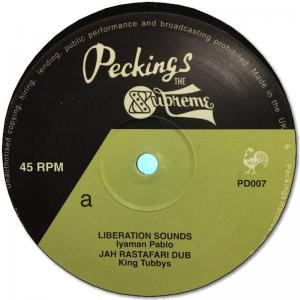 Unauthorised copying, hiring, lending, public performance and broadcasting prohibited. Made in the UK
Peckings
THE
Supreme
45 RPM
PD007
a
LIBERATION SOUNDS
Iyaman Pablo
JAH RASTAFARI DUB
King Tubbys